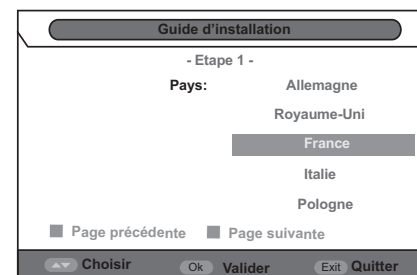 Guide d'installation
- Etape 1 -
Pays: Allemagne
Royaume-Uni
France
Italie
Pologne
Page précédente Page suivante
Choisir Ok Valider Exit Quitter